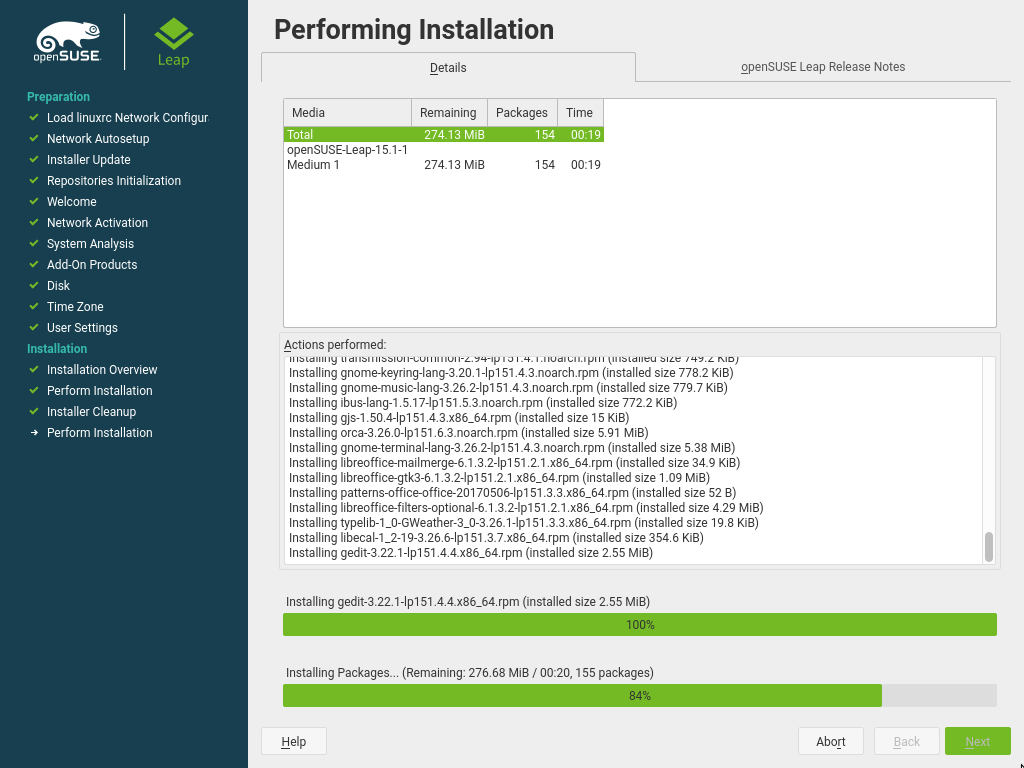 openSUSE
Leap
Preparation
Load linuxrc Network Configur
Network Autosetup
Installer Update
Repositories Initialization
Welcome
Network Activation
System Analysis
Add-On Products
Disk
Time Zone
User Settings
Installation
Installation Overview
Perform Installation
Installer Cleanup
Perform Installation
Performing Installation
Details
openSUSE Leap Release Notes
Media Remaining Packages Time
Total 274.13 MiB 154 00:19
openSUSE-Leap-15.1-1
Medium 1 274.13 MiB 154 00:19
Actions performed:
Installing transmission-common-2.94-lp151.4.1.noarch.rpm (installed size 749.2 KiB)
Installing gnome-keyring-lang-3.20.1-lp151.4.3.noarch.rpm (installed size 778.2 KiB)
Installing gnome-music-lang-3.26.2-lp151.4.3.noarch.rpm (installed size 779.7 KiB)
Installing ibus-lang-1.5.17-lp151.5.3.noarch.rpm (installed size 772.2 KiB)
Installing gjs-1.50.4-lp151.4.3.x86_64.rpm (installed size 15 KiB)
Installing orca-3.26.0-lp151.6.3.noarch.rpm (installed size 5.91 MiB)
Installing gnome-terminal-lang-3.26.2-lp151.4.3.noarch.rpm (installed size 5.38 MiB)
Installing libreoffice-mailmerge-6.1.3.2-lp151.2.1.x86_64.rpm (installed size 34.9 KiB)
Installing libreoffice-gtk3-6.1.3.2-lp151.2.1.x86_64.rpm (installed size 1.09 MiB)
Installing patterns-office-office-20170506-lp151.3.3.x86_64.rpm (installed size 52 B)
Installing libreoffice-filters-optional-6.1.3.2-lp151.2.1.x86_64.rpm (installed size 4.29 MiB)
Installing typelib-1_0-GWeather-3_0-3.26.1-lp151.3.3.x86_64.rpm (installed size 19.8 KiB)
Installing libecal-1_2-19-3.26.6-lp151.3.7.x86_64.rpm (installed size 354.6 KiB)
Installing gedit-3.22.1-lp151.4.4.x86_64.rpm (installed size 2.55 MiB)
Installing gedit-3.22.1-lp151.4.4.x86_64.rpm (installed size 2.55 MiB)
100%
Installing Packages... (Remaining: 276.68 MiB / 00:20, 155 packages)
84%
Help Abort Back Next